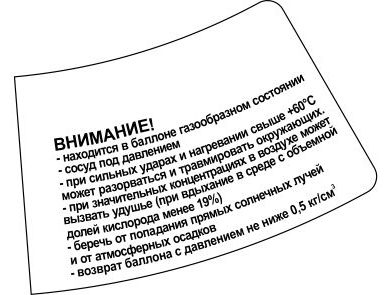 ВНИМАНИЕ!
- находится в баллоне газообразном состоянии
- сосуд под давлением
- при сильных ударах и нагревании свыше +60°С
может разорваться и травмировать окружающих.
- при значительных концентрациях в воздухе может
вызвать удушье (при вдыхание в среде с объемной
долей кислорода менее 19%)
- беречь от попадания прямых солнечных лучей
и от атмосферных осадков
- возврат баллона с давлением не ниже 0,5 кг/см³